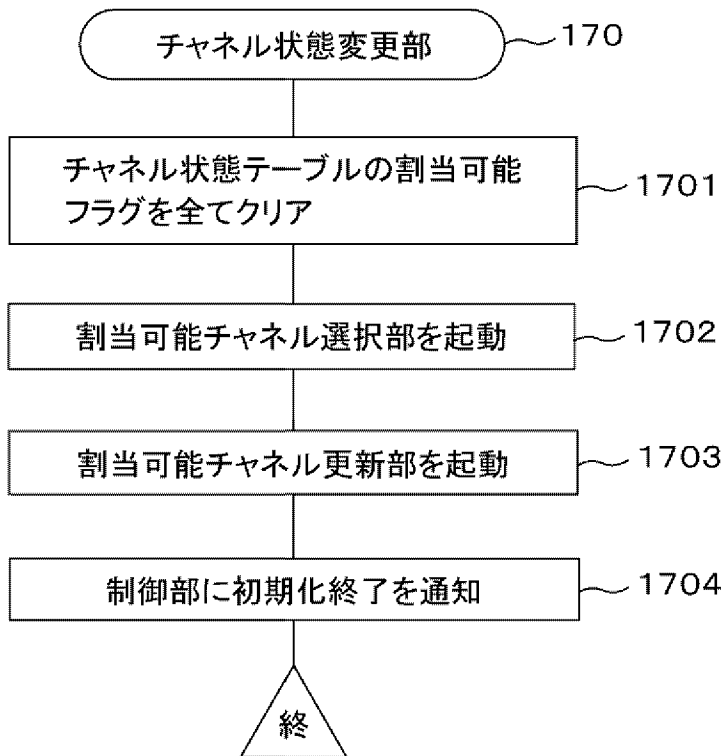 チャネル状態変更部
170
チャネル状態テーブルの割当可能
フラグを全てクリア
1701
割当可能チャネル選択部を起動
1702
割当可能チャネル更新部を起動
1703
制御部に初期化終了を通知
1704
終